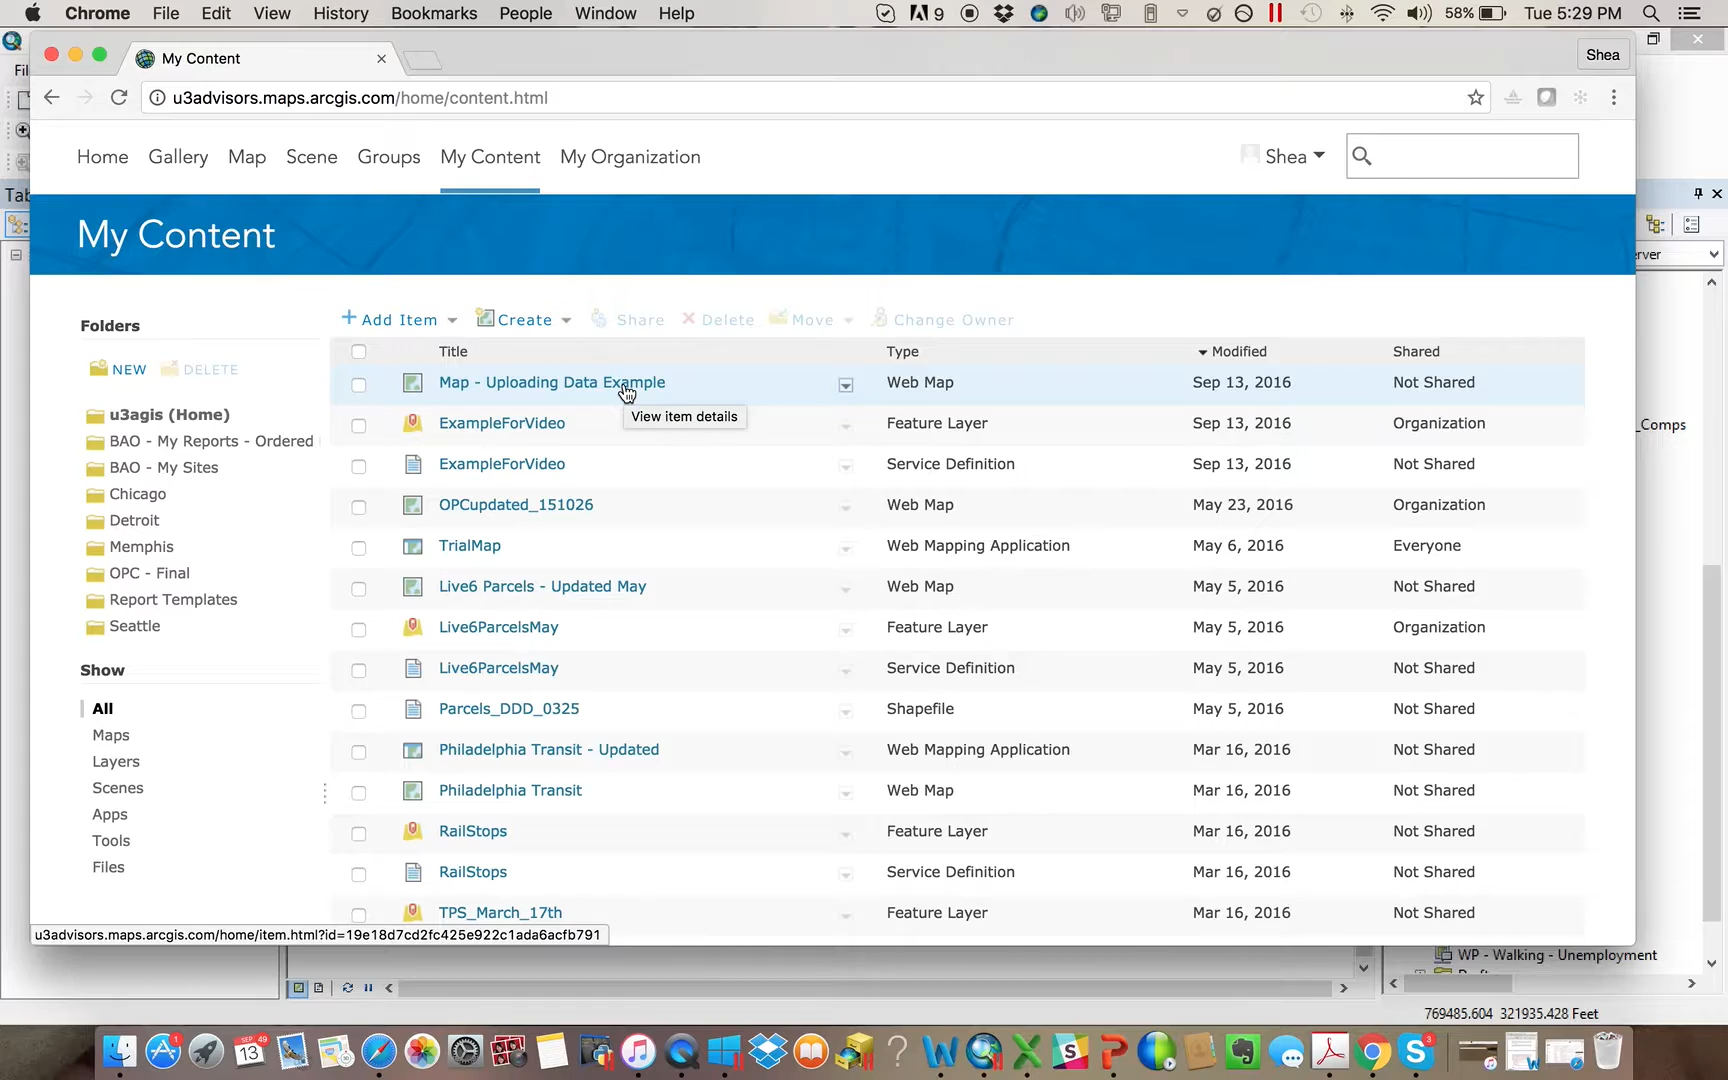 Chrome File Edit View History Bookmarks People Window Help 9 58% Tue 5:29 PM
My Content
Shea
u3advisors.maps.arcgis.com/home/content.html
Home Gallery Map Scene Groups My Content My Organization Shea
My Content
Folders
NEW DELETE
u3agis (Home)
BAO - My Reports - Ordered
BAO - My Sites
Chicago
Detroit
Memphis
OPC - Final
Report Templates
Seattle
Show
All
Maps
Layers
Scenes
Apps
Tools
Files
Add Item Create Share Delete Move Change Owner
Title Type Modified Shared
Map - Uploading Data Example Web Map Sep 13, 2016 Not Shared
View item details
ExampleForVideo Feature Layer Sep 13, 2016 Organization
ExampleForVideo Service Definition Sep 13, 2016 Not Shared
OPCupdated_151026 Web Map May 23, 2016 Organization
TrialMap Web Mapping Application May 6, 2016 Everyone
Live6 Parcels - Updated May Web Map May 5, 2016 Not Shared
Live6ParcelsMay Feature Layer May 5, 2016 Organization
Live6ParcelsMay Service Definition May 5, 2016 Not Shared
Parcels_DDD_0325 Shapefile May 5, 2016 Not Shared
Philadelphia Transit - Updated Web Mapping Application Mar 16, 2016 Not Shared
Philadelphia Transit Web Map Mar 16, 2016 Not Shared
RailStops Feature Layer Mar 16, 2016 Not Shared
RailStops Service Definition Mar 16, 2016 Not Shared
TPS_March_17th Feature Layer Mar 16, 2016 Not Shared
u3advisors.maps.arcgis.com/home/item.html?id=19e18d7cd2fc425e922c1ada6acfb791
_Comps
WP - Walking - Unemployment
769485.604 321935.428 Feet